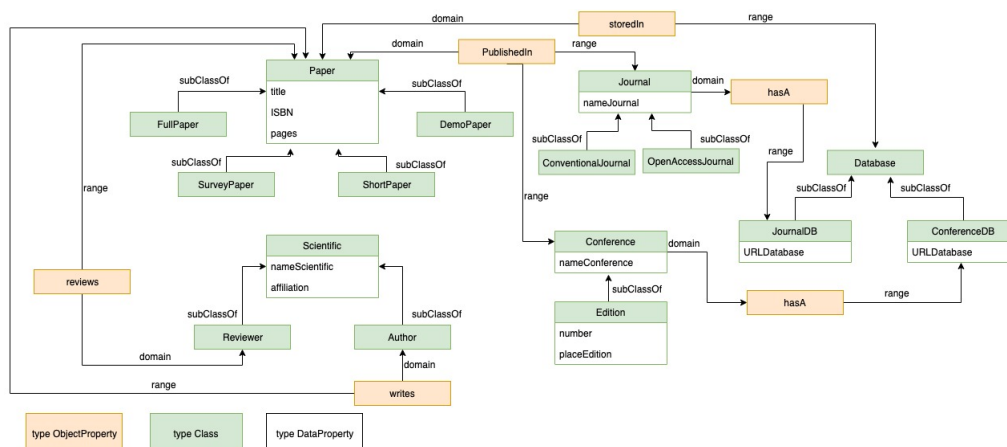 domain
storedIn
range
domain
PublishedIn
range
Paper
title
ISBN
pages
subClassOf
FullPaper
subClassOf
DemoPaper
subClassOf
SurveyPaper
subClassOf
ShortPaper
Journal
nameJournal
domain
hasA
subClassOf
ConventionalJournal
subClassOf
OpenAccessJournal
range
Database
subClassOf
subClassOf
JournalDB
URLDatabase
ConferenceDB
URLDatabase
range
range
Scientific
nameScientific
affiliation
reviews
subClassOf
subClassOf
Reviewer
Author
domain
domain
range
writes
Conference
nameConference
domain
subClassOf
hasA
range
Edition
number
placeEdition
type ObjectProperty
type Class
type DataProperty